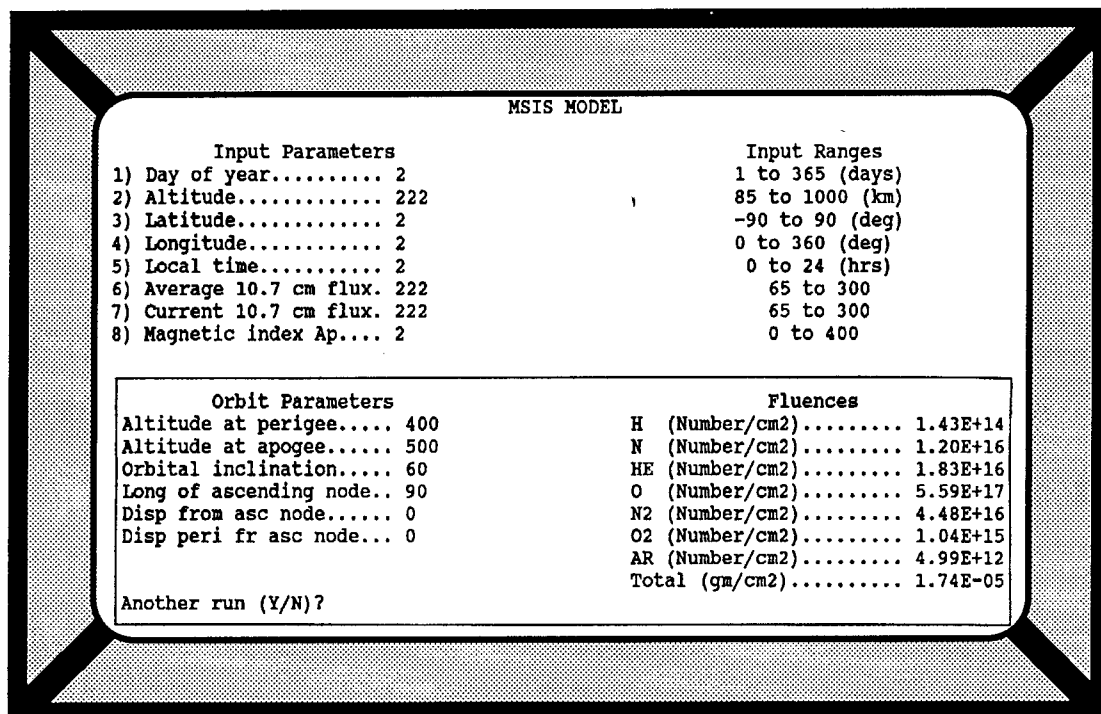 MSIS MODEL
Input Parameters Input Ranges
1) Day of year.......... 2 1 to 365 (days)
2) Altitude............. 222 85 to 1000 (km)
3) Latitude............. 2 -90 to 90 (deg)
4) Longitude............ 2 0 to 360 (deg)
5) Local time........... 2 0 to 24 (hrs)
6) Average 10.7 cm flux. 222 65 to 300
7) Current 10.7 cm flux. 222 65 to 300
8) Magnetic index Ap.... 2 0 to 400
Orbit Parameters Fluences
Altitude at perigee..... 400 H (Number/cm2)......... 1.43E+14
Altitude at apogee...... 500 N (Number/cm2)......... 1.20E+16
Orbital inclination..... 60 HE (Number/cm2)......... 1.83E+16
Long of ascending node.. 90 O (Number/cm2)......... 5.59E+17
Disp from asc node...... 0 N2 (Number/cm2)......... 4.48E+16
Disp peri fr asc node... 0 O2 (Number/cm2)......... 1.04E+15
AR (Number/cm2)......... 4.99E+12
Total (gm/cm2).......... 1.74E-05
Another run (Y/N)?